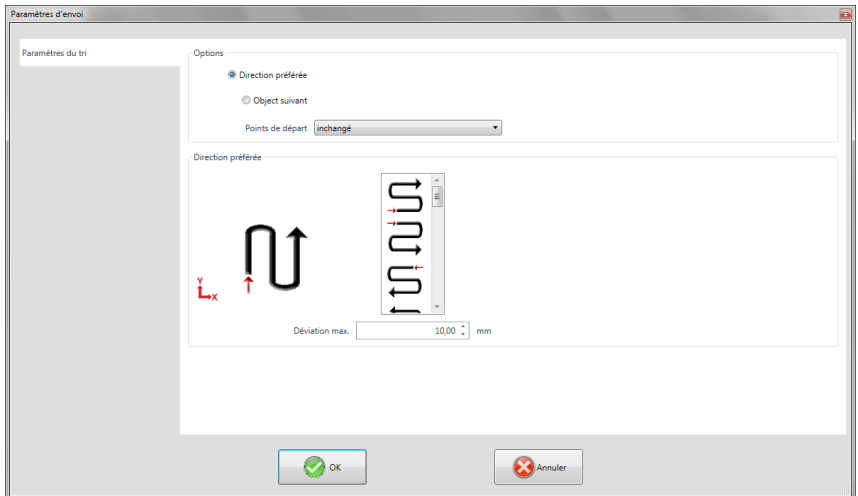 Paramètres d'envoi
Paramètres du tri
Options
Direction préférée
Object suivant
Points de départ inchangé
Direction préférée
Y
X
Déviation max. 10,00 mm
OK Annuler